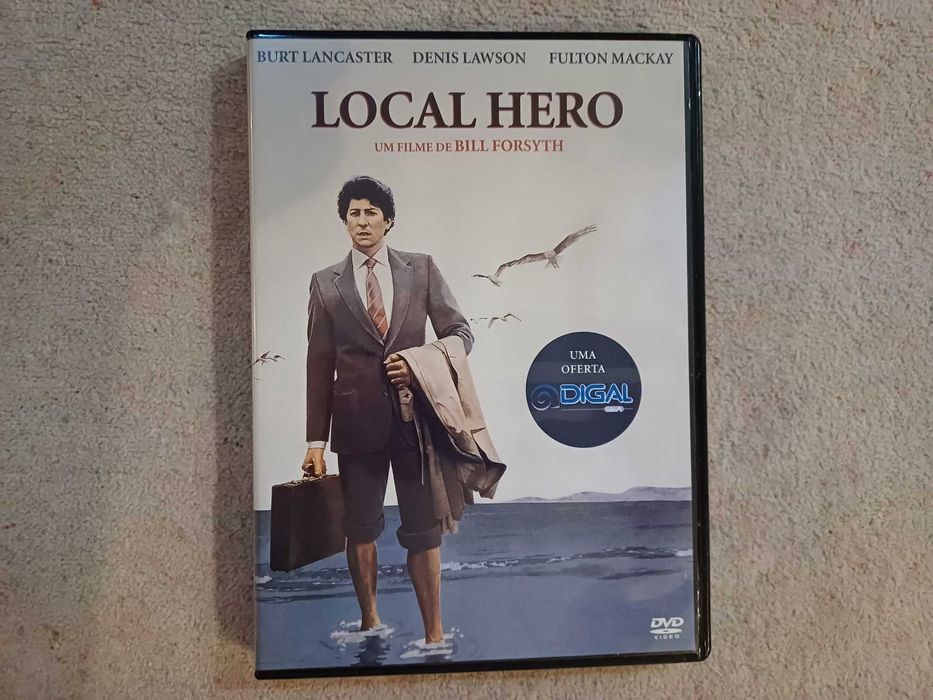 BURT LANCASTER DENIS LAWSON FULTON MACKAY
LOCAL HERO
UM FILME DE BILL FORSYTH
UMA
OFERTA
DIGAL
DVD
VIDEO